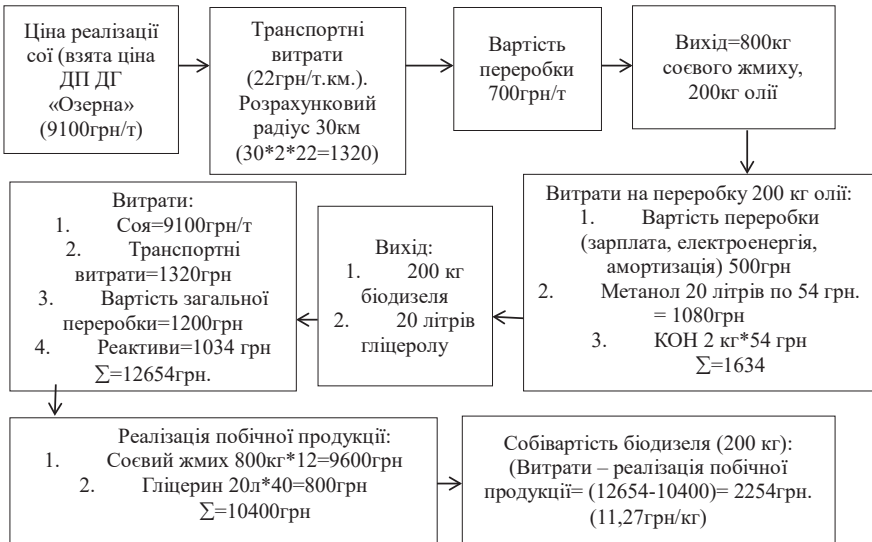 Ціна реалізації
сої (взята ціна
ДП ДГ
«Озерна»
(9100грн/т)
Транспортні
витрати
(22грн/т.км.).
Розрахунковий
радіус 30км
(30*2*22=1320)
Вартість
переробки
700грн/т
Вихід=800кг
соєвого жмиху,
200кг олії
Витрати на переробку 200 кг олії:
1. Вартість переробки
(зарплата, електроенергія,
амортизація) 500грн
2. Метанол 20 літрів по 54 грн.
= 1080грн
3. КОН 2 кг*54 грн
∑=1634
Вихід:
1. 200 кг
біодизеля
2. 20 літрів
гліцеролу
Витрати:
1. Соя=9100грн/т
2. Транспортні
витрати=1320грн
3. Вартість загальної
переробки=1200грн
4. Реактиви=1034 грн
∑=12654грн.
Реалізація побічної продукції:
1. Соєвий жмих 800кг*12=9600грн
2. Гліцерин 20л*40=800грн
∑=10400грн
Собівартість біодизеля (200 кг):
(Витрати – реалізація побічної
продукції= (12654-10400)= 2254грн.
(11,27грн/кг)